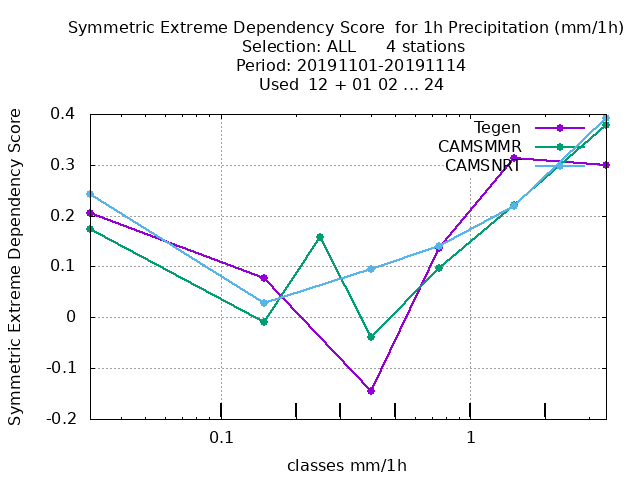 Symmetric Extreme Dependency Score  for 1h Precipitation (mm/1h)
Selection: ALL      4 stations
Period: 20191101-20191114
Used  12 + 01 02 ... 24
Symmetric Extreme Dependency Score
0.4
0.3
0.2
0.1
0
-0.1
-0.2
Tegen
CAMSMMR
CAMSNRT
0.1
1
classes mm/1h